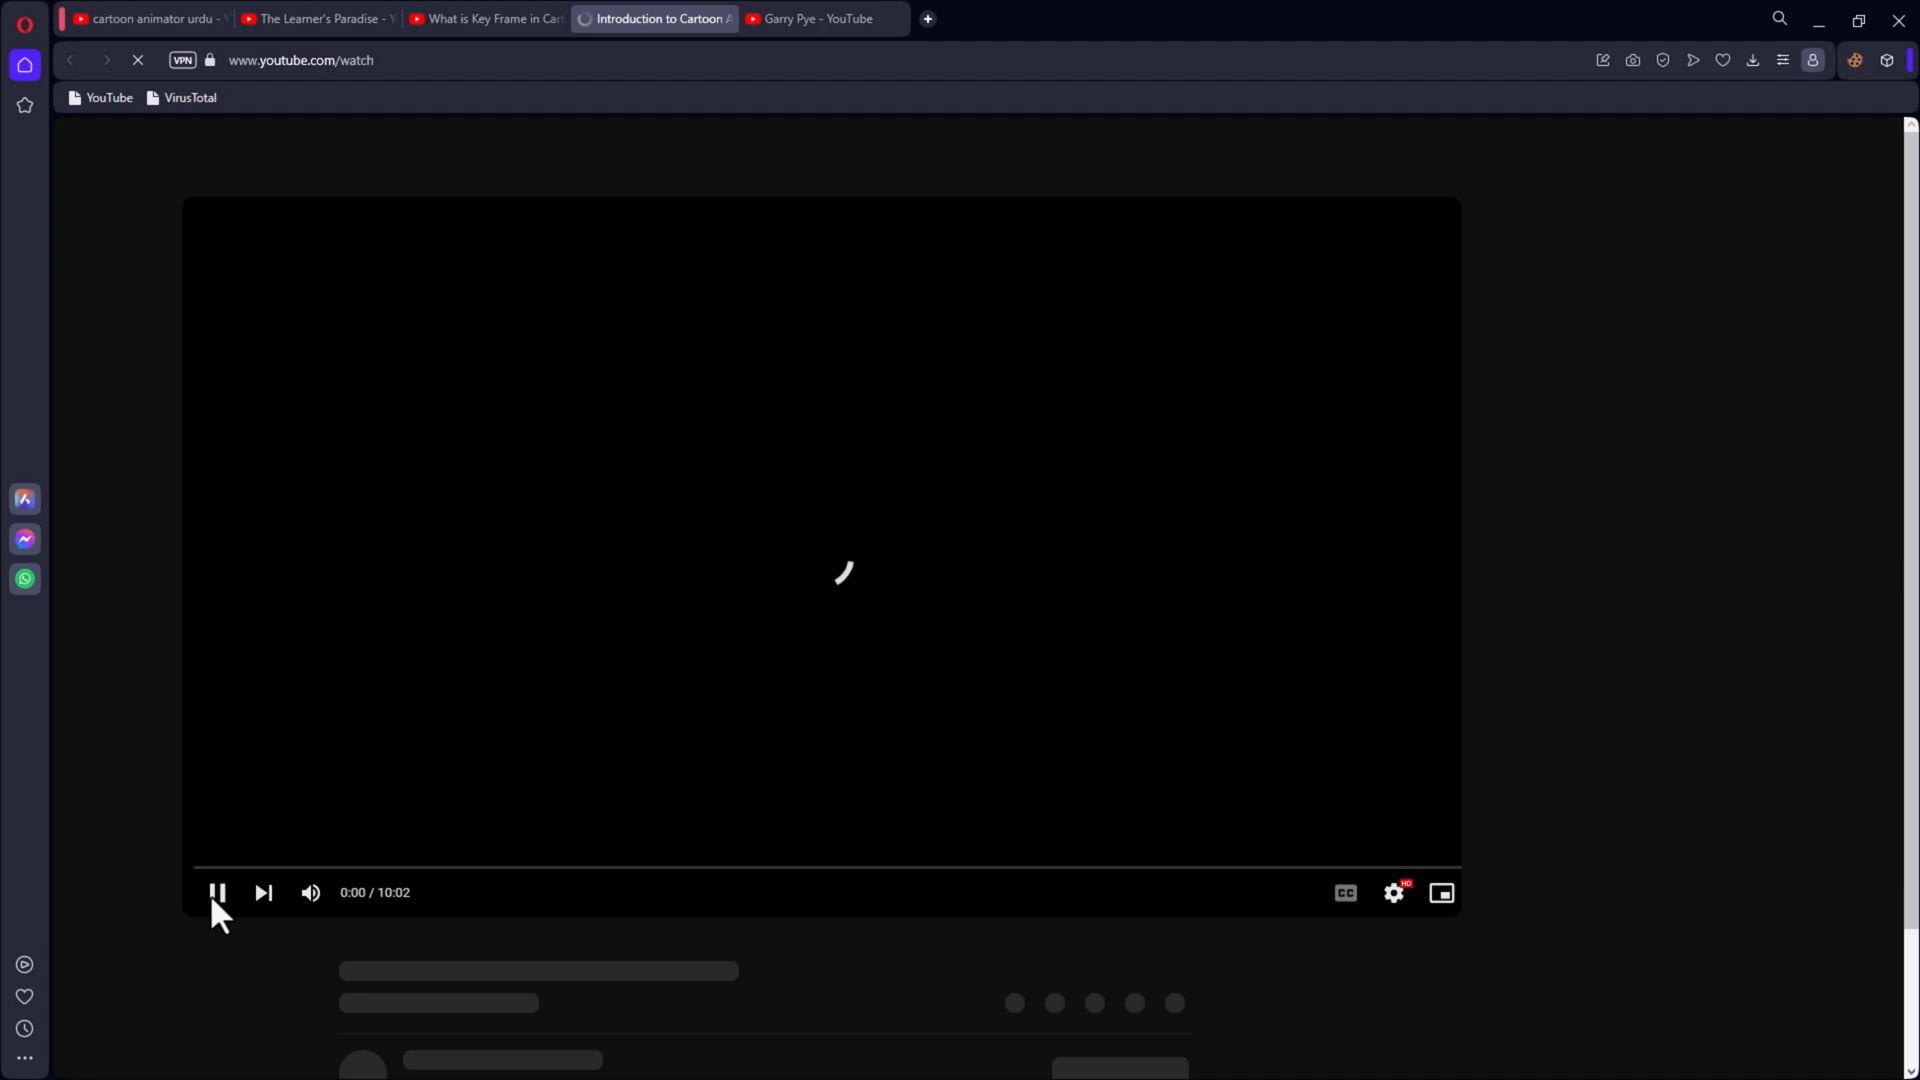 cartoon animator urdu -
The Learner's Paradise -
What is Key Frame in Car
Introduction to Cartoon A
Garry Pye - YouTube
VPN
www.youtube.com/watch
YouTube
VirusTotal
0:00 / 10:02
CC
HD